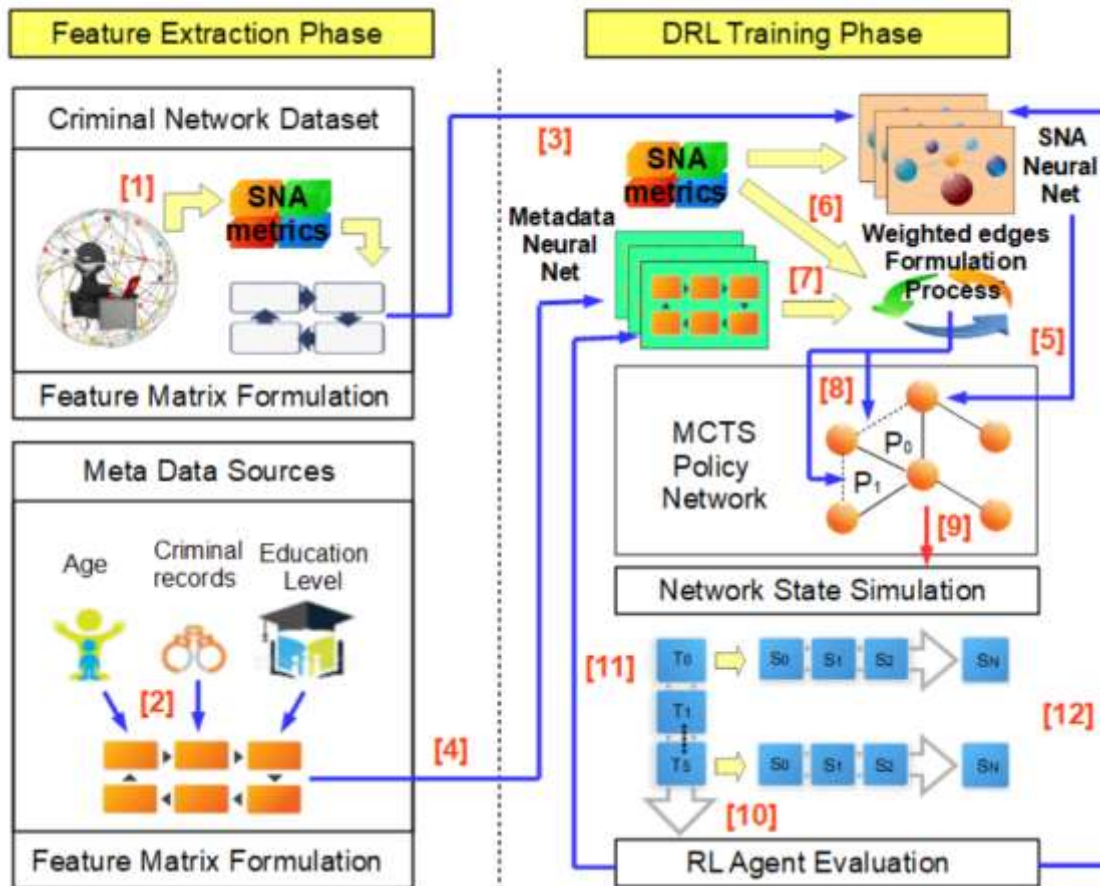 Feature Extraction Phase
Criminal Network Dataset
[1]
SNA
metrics
Feature Matrix Formulation
Meta Data Sources
Age
Criminal
records
Education
Level
[2]
Feature Matrix Formulation
DRL Training Phase
[3]
SNA
metrics
SNA
Neural
Net
[6]
Metadata
Neural
Net
Weighted edges
Formulation
Process
[7]
[5]
[4]
[8]
MCTS
Policy
Network
P0
P1
[9]
Network State Simulation
[11]
T0
S0
S1
S2
SN
T1
[12]
T5
S0
S1
S2
SN
[10]
RL Agent Evaluation